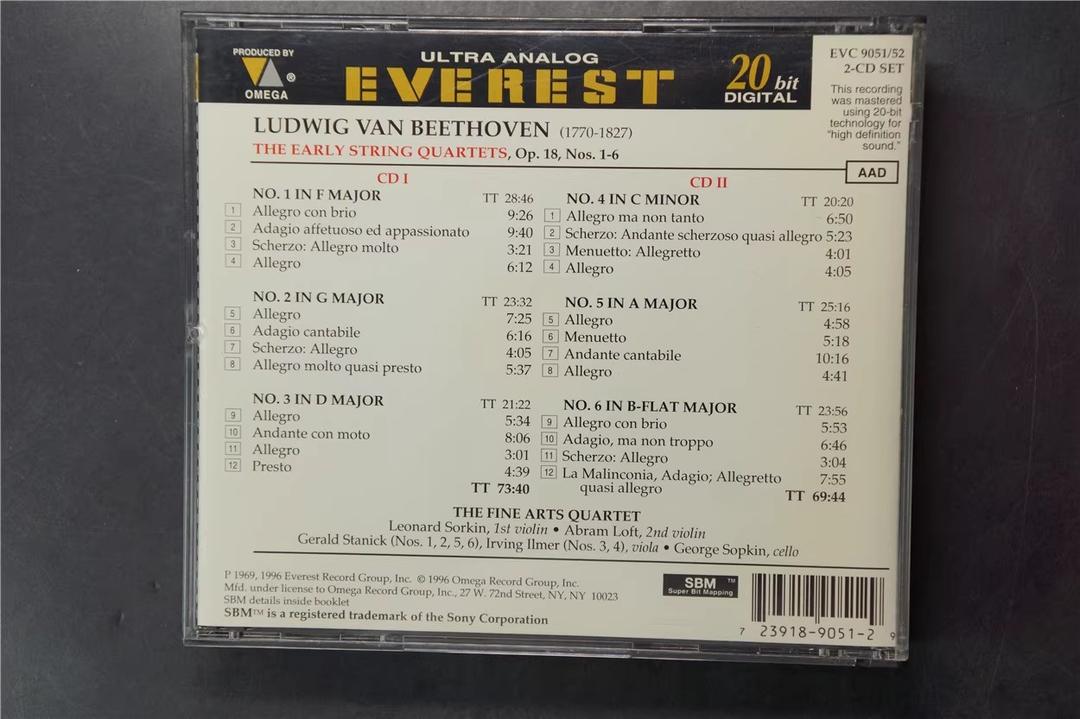 PRODUCED BY
OMEGA
®
ULTRA ANALOG
EVEREST
20 bit
DIGITAL
EVC 9051/52
2-CD SET
This recording
was mastered
using 20-bit
technology for
"high definition
sound."
AAD
LUDWIG VAN BEETHOVEN (1770-1827)
THE EARLY STRING QUARTETS, Op. 18, Nos. 1-6
CD I
NO. 1 IN F MAJOR TT 28:46
1 Allegro con brio 9:26
2 Adagio affetuoso ed appassionato 9:40
3 Scherzo: Allegro molto 3:21
4 Allegro 6:12
NO. 2 IN G MAJOR TT 23:32
5 Allegro 7:25
6 Adagio cantabile 6:16
7 Scherzo: Allegro 4:05
8 Allegro molto quasi presto 5:37
NO. 3 IN D MAJOR TT 21:22
9 Allegro 5:34
10 Andante con moto 8:06
11 Allegro 3:01
12 Presto 4:39
TT 73:40
CD II
NO. 4 IN C MINOR TT 20:20
1 Allegro ma non tanto 6:50
2 Scherzo: Andante scherzoso quasi allegro 5:23
3 Menuetto: Allegretto 4:01
4 Allegro 4:05
NO. 5 IN A MAJOR TT 25:16
5 Allegro 4:58
6 Menuetto 5:18
7 Andante cantabile 10:16
8 Allegro 4:41
NO. 6 IN B-FLAT MAJOR TT 23:56
9 Allegro con brio 5:53
10 Adagio, ma non troppo 6:46
11 Scherzo: Allegro 3:04
12 La Malinconia, Adagio; Allegretto 7:55
quasi allegro
TT 69:44
THE FINE ARTS QUARTET
Leonard Sorkin, 1st violin • Abram Loft, 2nd violin
Gerald Stanick (Nos. 1, 2, 5, 6), Irving Ilmer (Nos. 3, 4), viola • George Sopkin, cello
P 1969, 1996 Everest Record Group, Inc. © 1996 Omega Record Group, Inc.
Mfd. under license to Omega Record Group, Inc., 27 W. 72nd Street, NY, NY 10023
SBM details inside booklet
SBM™ is a registered trademark of the Sony Corporation
SBM™
Super Bit Mapping
7 23918-9051-2 9